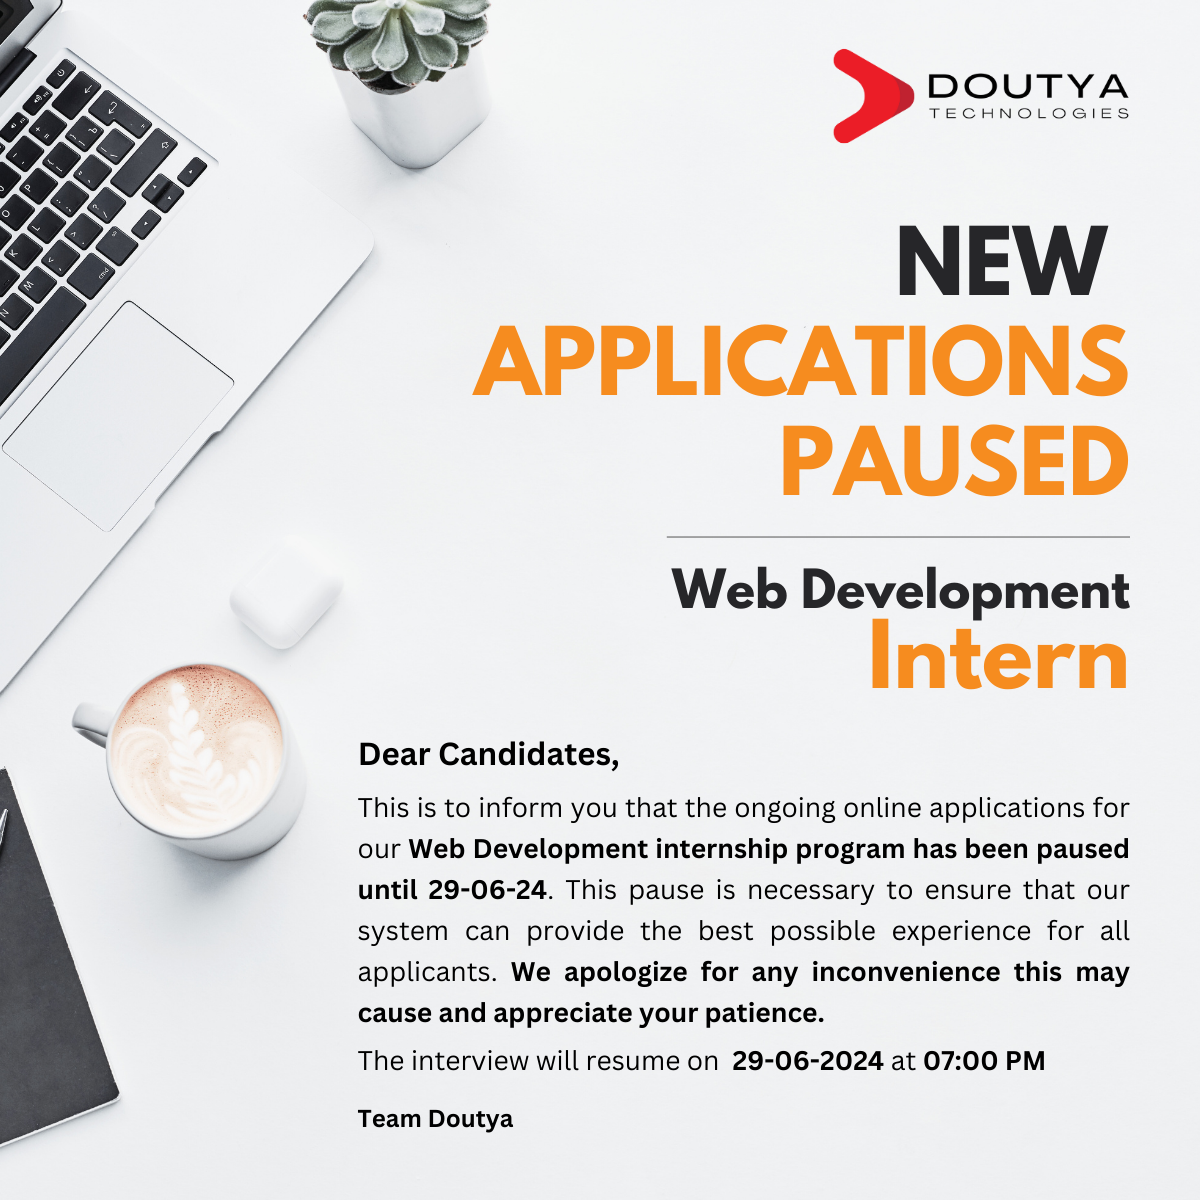 DOUTYA
TECHNOLOGIES
NEW
APPLICATIONS
PAUSED
Web Development
Intern
Dear Candidates,
This is to inform you that the ongoing online applications for
our Web Development internship program has been paused
until 29-06-24. This pause is necessary to ensure that our
system can provide the best possible experience for all
applicants. We apologize for any inconvenience this may
cause and appreciate your patience.
The interview will resume on 29-06-2024 at 07:00 PM
Team Doutya